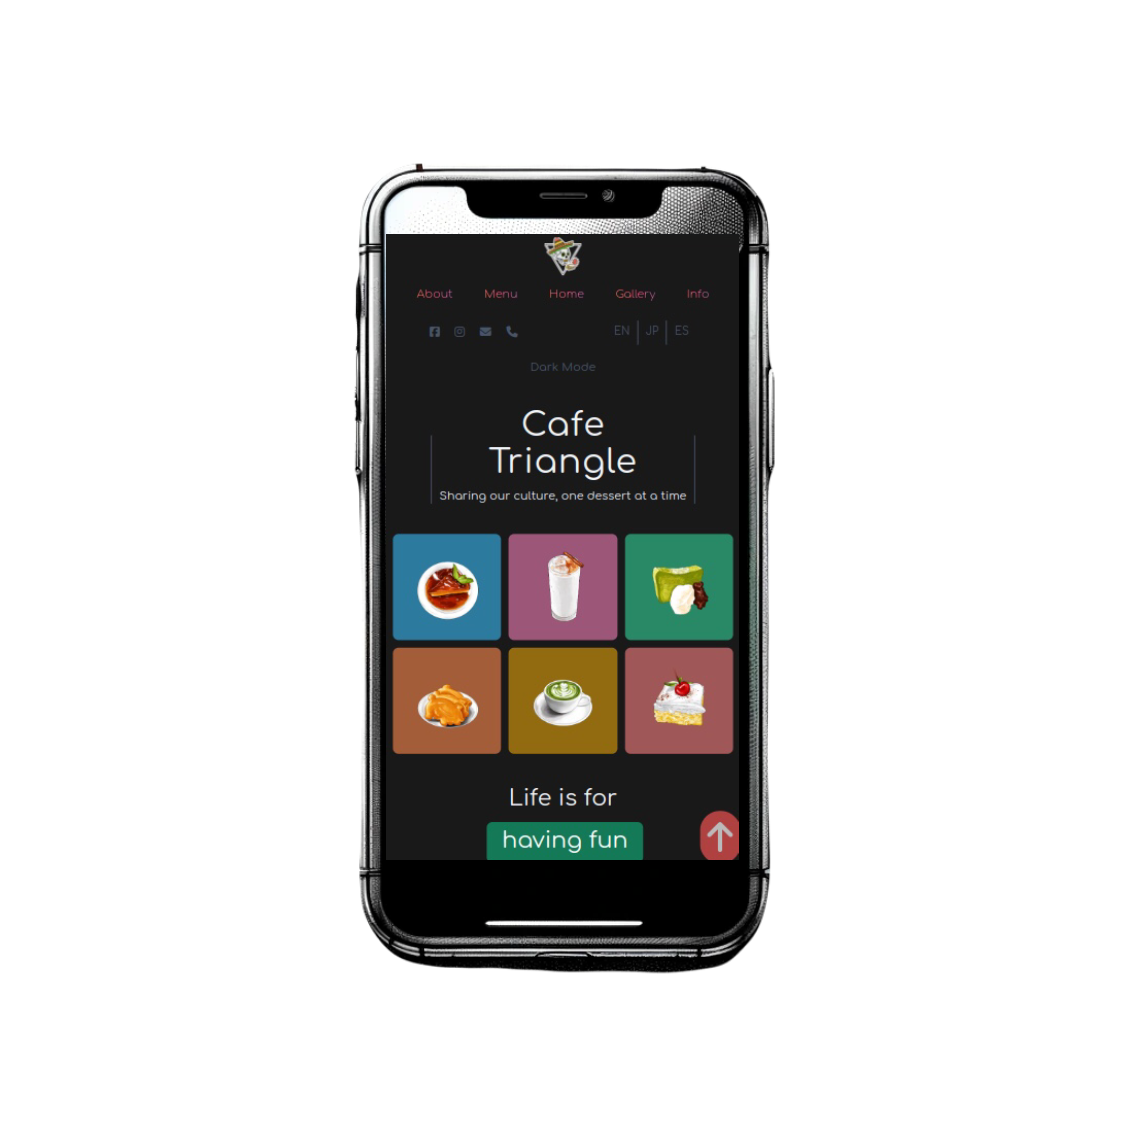 About Menu Home Gallery Info
EN JP ES
Dark Mode
Cafe
Triangle
Sharing our culture, one dessert at a time
Life is for
having fun